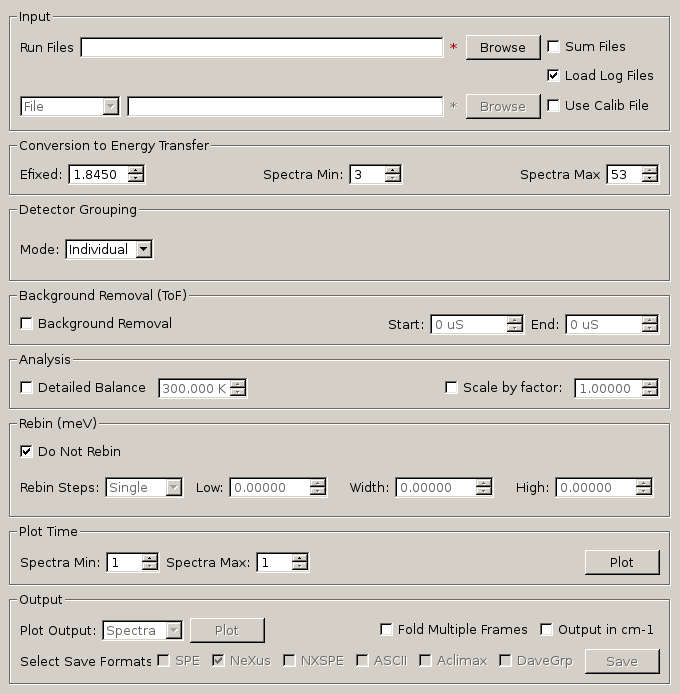 Input
Run Files * Browse Sum Files
Load Log Files
File * Browse Use Calib File
Conversion to Energy Transfer
Efixed: 1.8450 Spectra Min: 3 Spectra Max 53
Detector Grouping
Mode: Individual
Background Removal (ToF)
Background Removal Start: 0 uS End: 0 uS
Analysis
Detailed Balance 300.000 K Scale by factor: 1.00000
Rebin (meV)
Do Not Rebin
Rebin Steps: Single Low: 0.00000 Width: 0.00000 High: 0.00000
Plot Time
Spectra Min: 1 Spectra Max: 1 Plot
Output
Plot Output: Spectra Plot Fold Multiple Frames Output in cm-1
Select Save Formats SPE NeXus NXSPE ASCII Aclimax DaveGrp Save